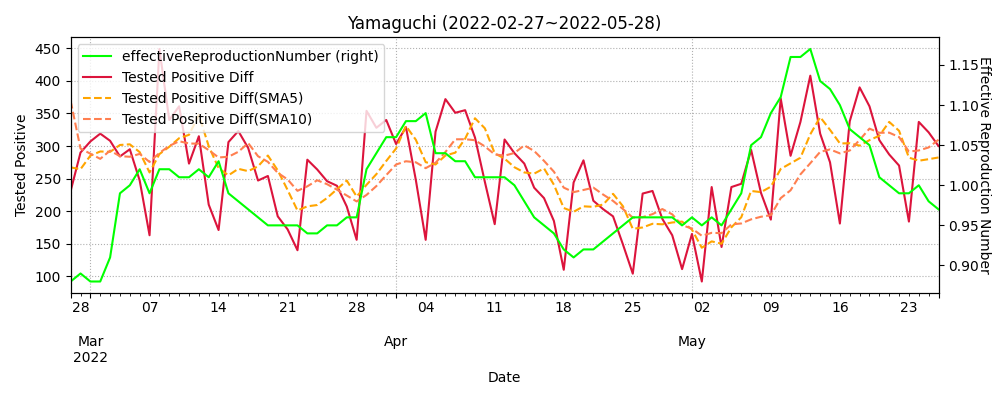 Yamaguchi (2022-02-27~2022-05-28)
effectiveReproductionNumber (right)
Tested Positive Diff
Tested Positive Diff(SMA5)
Tested Positive Diff(SMA10)
450
400
350
300
250
200
150
100
Tested Positive
1.15
1.10
1.05
1.00
0.95
0.90
Effective Reproduction Number
28 07 14 21 28 04 11 18 25 02 09 16 23
Mar Apr May
2022
Date